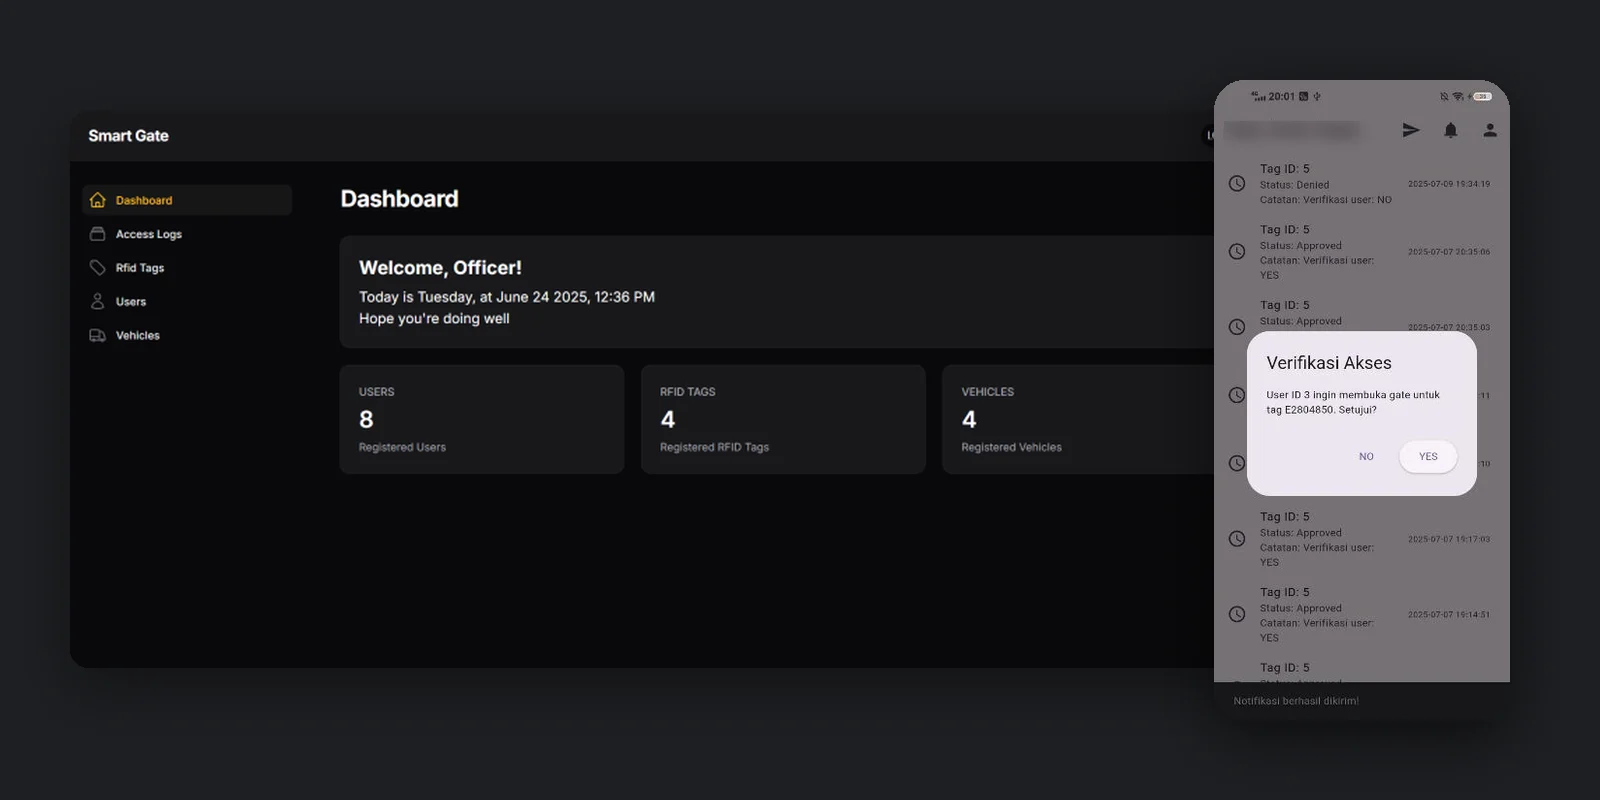 Smart Gate
Dashboard
Access Logs
Rfid Tags
Users
Vehicles
Dashboard
Welcome, Officer!
Today is Tuesday, at June 24 2025, 12:36 PM
Hope you're doing well
USERS
8
Registered Users
RFID TAGS
4
Registered RFID Tags
VEHICLES
4
Registered Vehicles
4G 20:01
Tag ID: 5
Status: Denied
Catatan: Verifikasi user: NO
2025-07-09 19:34:19
Tag ID: 5
Status: Approved
Catatan: Verifikasi user:
YES
2025-07-07 20:35:06
Tag ID: 5
Status: Approved
2025-07-07 20:35:03
Verifikasi Akses
User ID 3 ingin membuka gate untuk
tag E2804850. Setujui?
NO
YES
:11
:10
Tag ID: 5
Status: Approved
Catatan: Verifikasi user:
YES
2025-07-07 19:17:03
Tag ID: 5
Status: Approved
Catatan: Verifikasi user:
YES
2025-07-07 19:14:51
Tag ID: 5
Notifikasi berhasil dikirim!